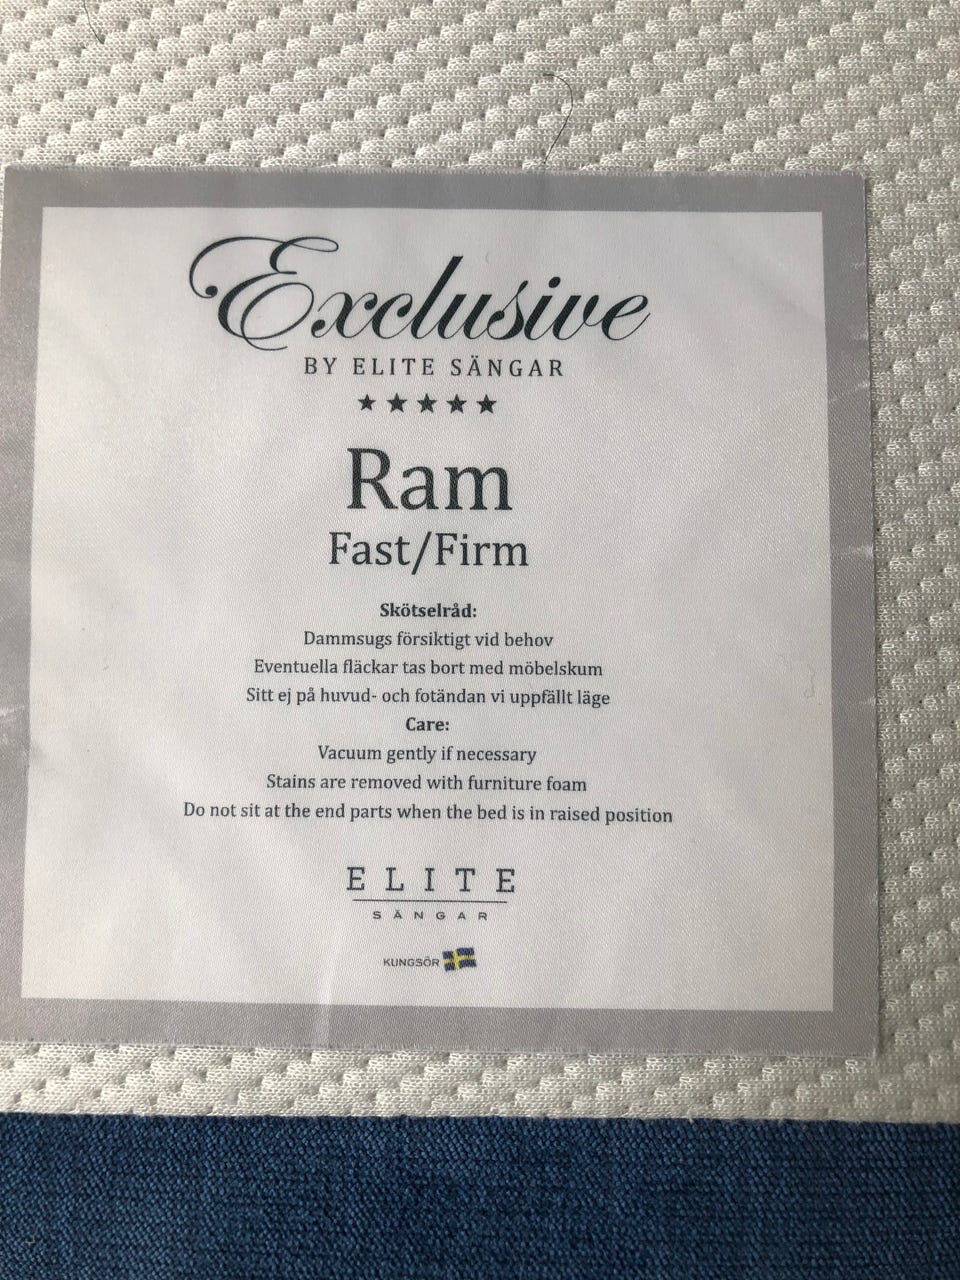 Exclusive
BY ELITE SÄNGAR
★★★★★
Ram
Fast/Firm
Skötselråd:
Dammsugs försiktigt vid behov
Eventuella fläckar tas bort med möbelskum
Sitt ej på huvud- och fotändan vi uppfällt läge
Care:
Vacuum gently if necessary
Stains are removed with furniture foam
Do not sit at the end parts when the bed is in raised position
ELITE
SÄNGAR
KUNGSÖR